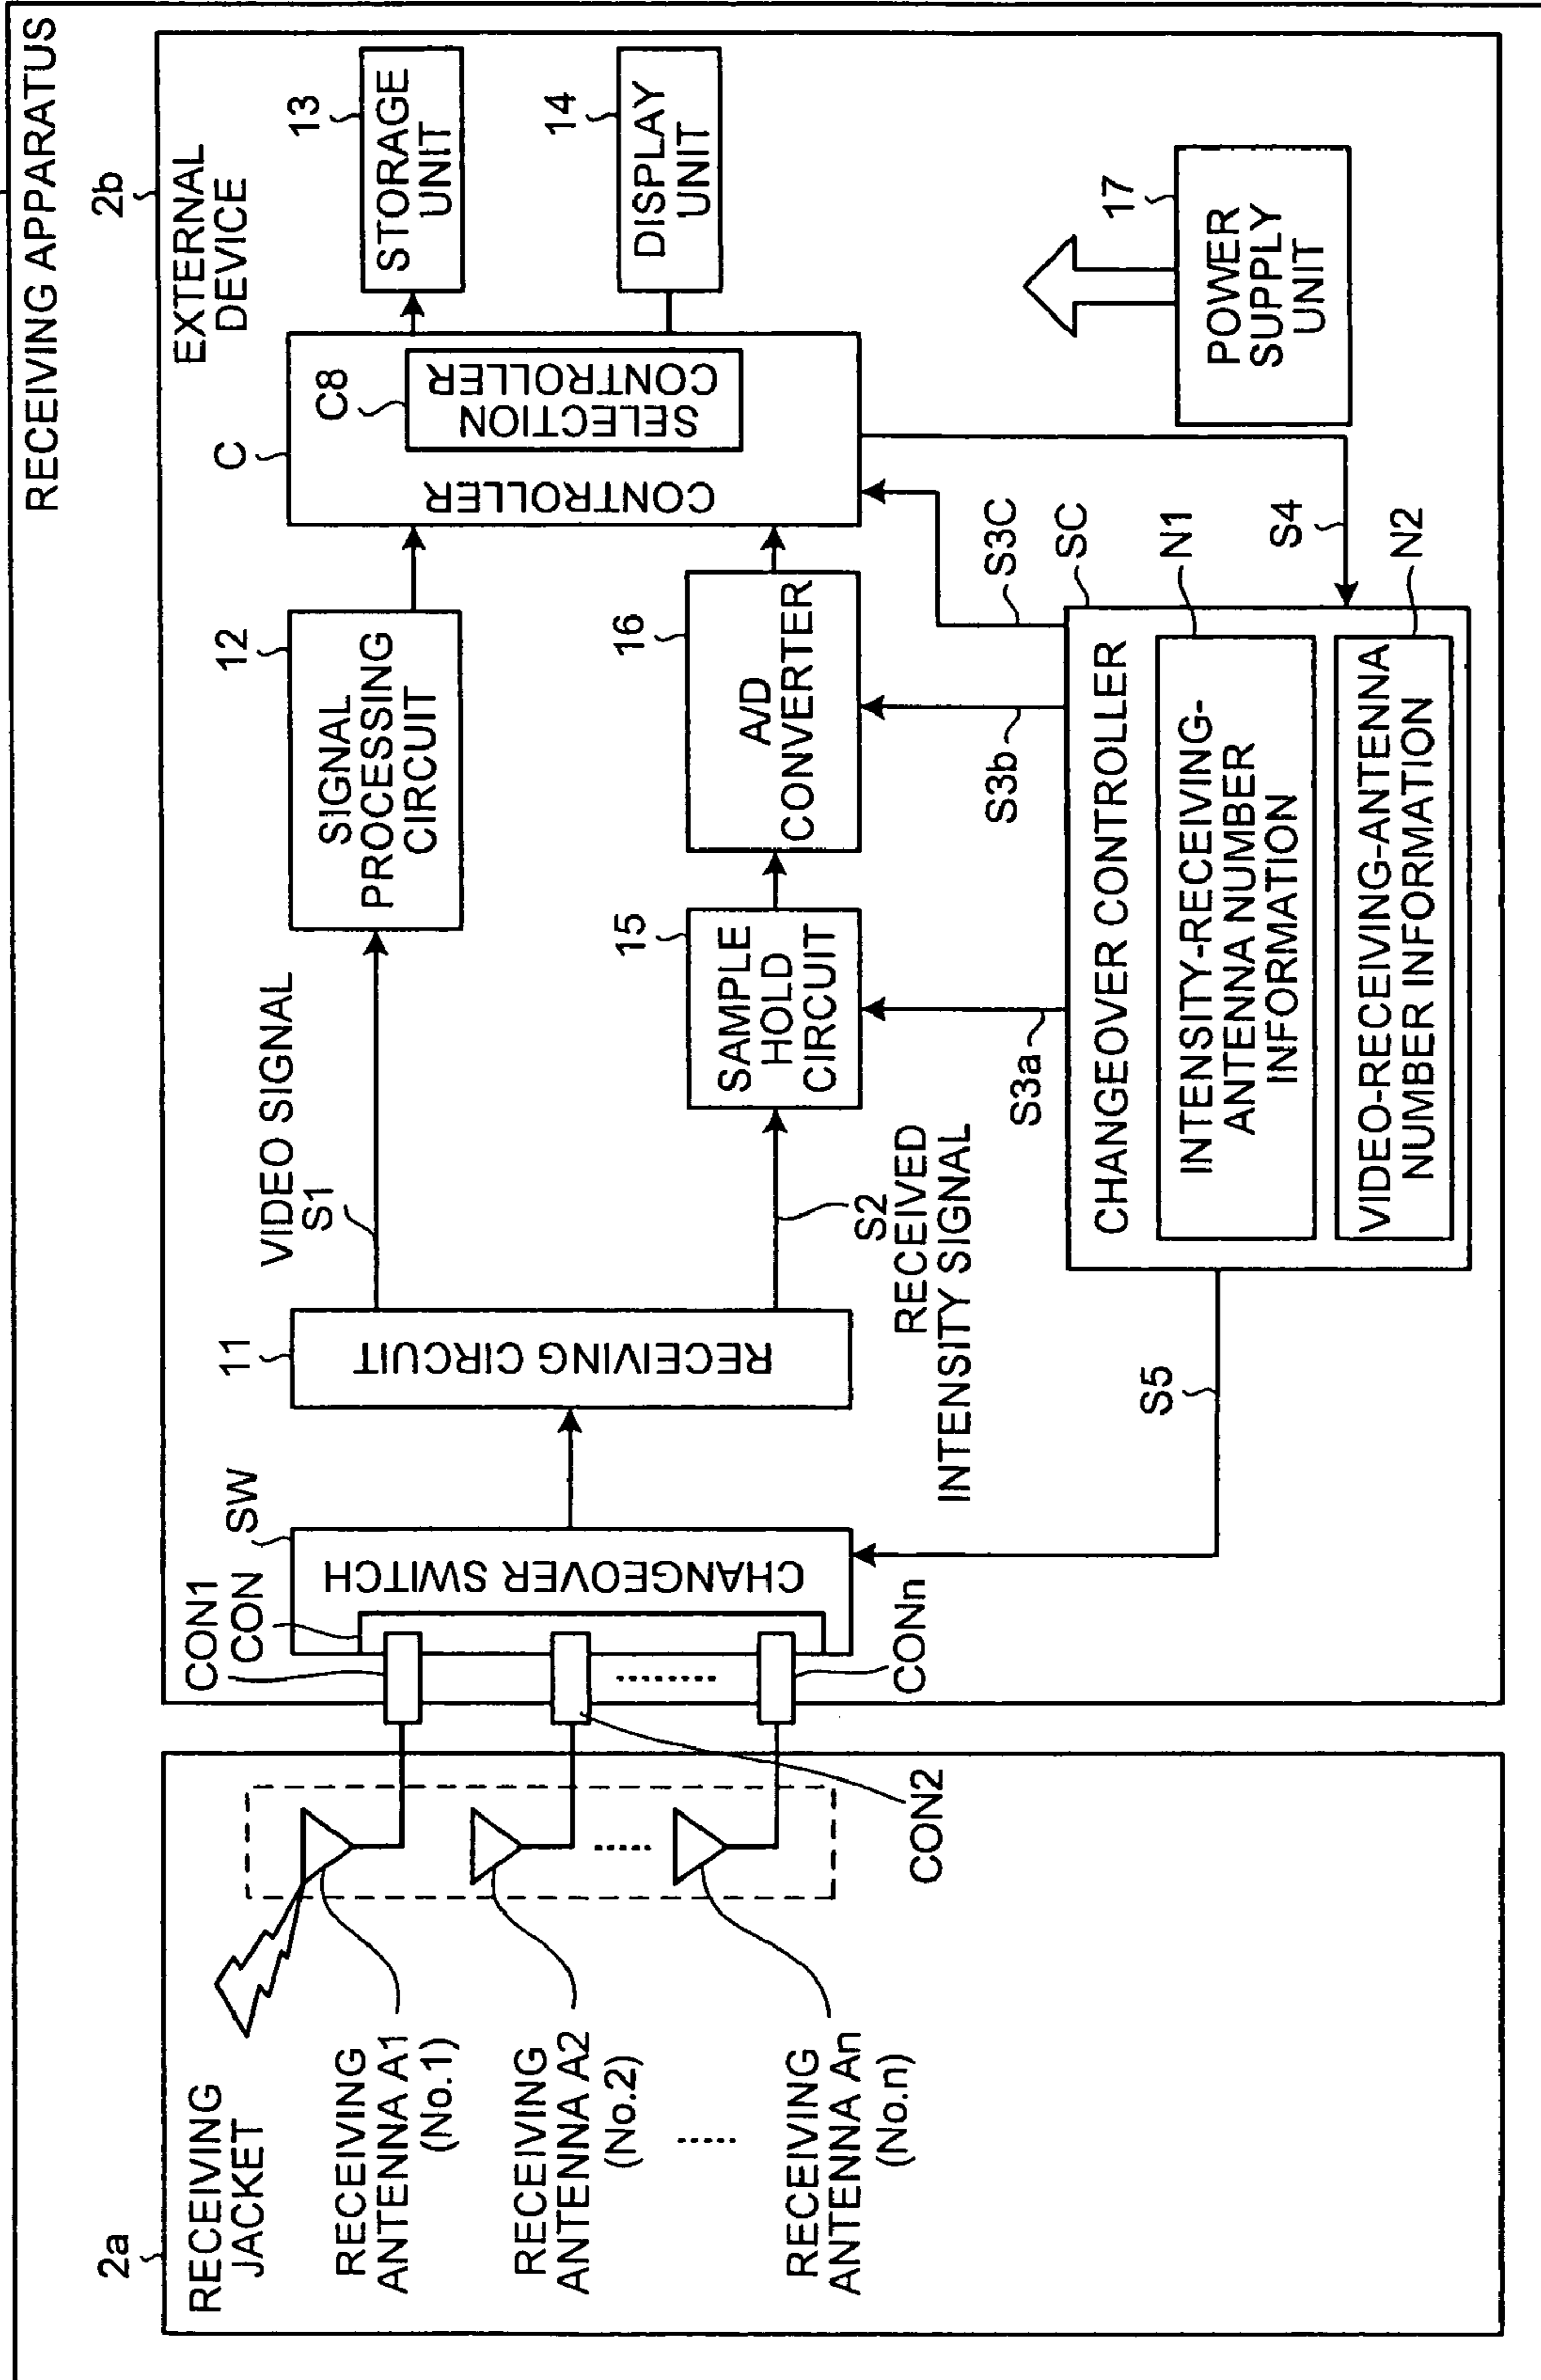 RECEIVING APPARATUS
2a
RECEIVING
JACKET
RECEIVING
ANTENNA A1
(No.1)
RECEIVING
ANTENNA A2
(No.2)
......
RECEIVING
ANTENNA An
(No.n)
.....
2b
EXTERNAL
DEVICE
CON1
CON
SW
CHANGEOVER SWITCH
.........
CONn
CON2
11
RECEIVING CIRCUIT
VIDEO SIGNAL
S1
S2
RECEIVED
INTENSITY SIGNAL
12
SIGNAL
PROCESSING
CIRCUIT
15
SAMPLE
HOLD
CIRCUIT
16
A/D
CONVERTER
C
CONTROLLER
C8
SELECTION
CONTROLLER
13
STORAGE
UNIT
14
DISPLAY
UNIT
S3a
S3b
S3C
SC
CHANGEOVER CONTROLLER
N1
INTENSITY-RECEIVING-
ANTENNA NUMBER
INFORMATION
N2
VIDEO-RECEIVING-ANTENNA
NUMBER INFORMATION
S4
S5
17
POWER
SUPPLY
UNIT